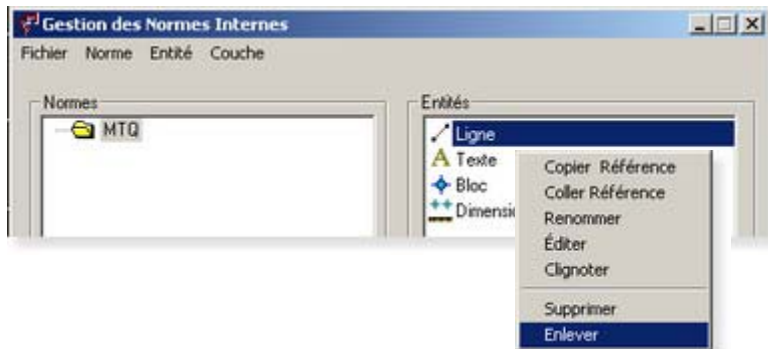 Gestion des Normes Internes
Fichier Norme Entité Couche
Normes
MTQ
Entités
Ligne
Texte
Bloc
Dimensio
Copier Référence
Coller Référence
Renommer
Éditer
Clignoter
Supprimer
Enlever